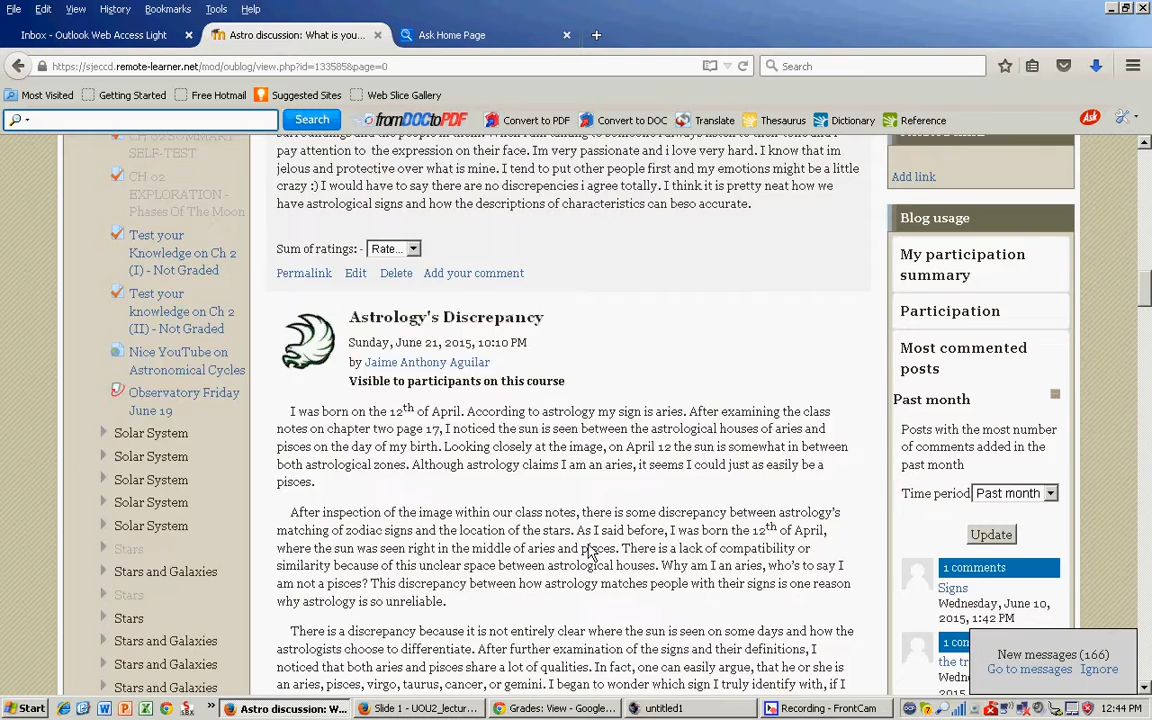 File Edit View History Bookmarks Tools Help
Inbox - Outlook Web Access Light
Astro discussion: What is you...
Ask Home Page
https://sjeccd.remote-learner.net/mod/oublog/view.php?id=133585&page=0
Search
Most Visited Getting Started Free Hotmail Suggested Sites Web Slice Gallery
Search
fromDOCtoPDF
Convert to PDF Convert to DOC Translate Thesaurus Dictionary Reference
Ask
SELF-TEST
CH 02
EXPLORATION -
Phases Of The Moon
Test your
Knowledge on Ch 2
(I) - Not Graded
Test your
knowledge on Ch 2
(II) - Not Graded
Nice YouTube on
Astronomical Cycles
Observatory Friday
June 19
Solar System
Solar System
Solar System
Solar System
Solar System
Stars
Stars and Galaxies
Stars
Stars
Stars and Galaxies
Stars and Galaxies
Stars and Galaxies
pay attention to the expression on their face. Im very passionate and i love very hard. I know that im
jelous and protective over what is mine. I tend to put other people first and my emotions might be a little
crazy :) I would have to say there are no discrepencies i agree totally. I think it is pretty neat how we
have astrological signs and how the descriptions of characteristics can beso accurate.
Sum of ratings: - Rate...
Permalink Edit Delete Add your comment
Astrology's Discrepancy
Sunday, June 21, 2015, 10:10 PM
by Jaime Anthony Aguilar
Visible to participants on this course
I was born on the 12th of April. According to astrology my sign is aries. After examining the class
notes on chapter two page 17, I noticed the sun is seen between the astrological houses of aries and
pisces on the day of my birth. Looking closely at the image, on April 12 the sun is somewhat in between
both astrological zones. Although astrology claims I am an aries, it seems I could just as easily be a
pisces.
After inspection of the image within our class notes, there is some discrepancy between astrology's
matching of zodiac signs and the location of the stars. As I said before, I was born the 12th of April,
where the sun was seen right in the middle of aries and pisces. There is a lack of compatibility or
similarity because of this unclear space between astrological houses. Why am I an aries, who's to say I
am not a pisces? This discrepancy between how astrology matches people with their signs is one reason
why astrology is so unreliable.
There is a discrepancy because it is not entirely clear where the sun is seen on some days and how the
astrologists choose to differentiate. After further examination of the signs and their definitions, I
noticed that both aries and pisces share a lot of qualities. In fact, one can easily argue, that he or she is
an aries, pisces, virgo, taurus, cancer, or gemini. I began to wonder which sign I truly identify with, if I
Add link
Blog usage
My participation
summary
Participation
Most commented
posts
Past month
Posts with the most
number of
comments added in the
past month
Time period Past month
Update
1 comments
Signs
Wednesday, June 10,
2015, 1:42 PM
1 com
the tr
New messages (166)
Go to messages Ignore
Start
Astro discussion: W...
Slide 1 - UOU2_lectur...
Grades: View - Google...
untitled1
Recording - FrontCam
12:44 PM